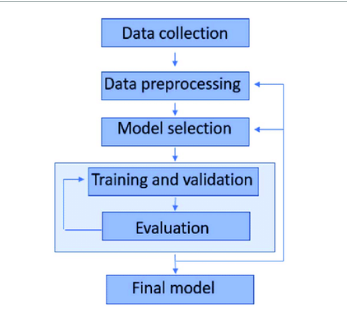 Data collection
Data preprocessing
Model selection
Training and validation
Evaluation
Final model